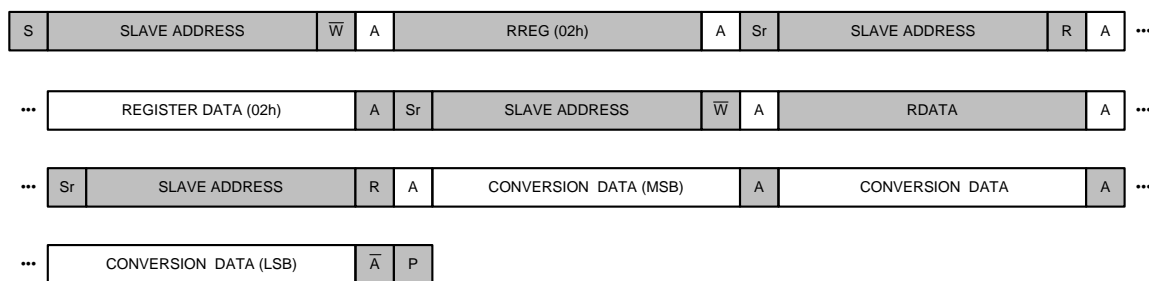 S SLAVE ADDRESS W̅ A RREG (02h) A Sr SLAVE ADDRESS R A •••
••• REGISTER DATA (02h) A Sr SLAVE ADDRESS W̅ A RDATA A •••
••• Sr SLAVE ADDRESS R A CONVERSION DATA (MSB) A CONVERSION DATA A •••
••• CONVERSION DATA (LSB) A̅ P